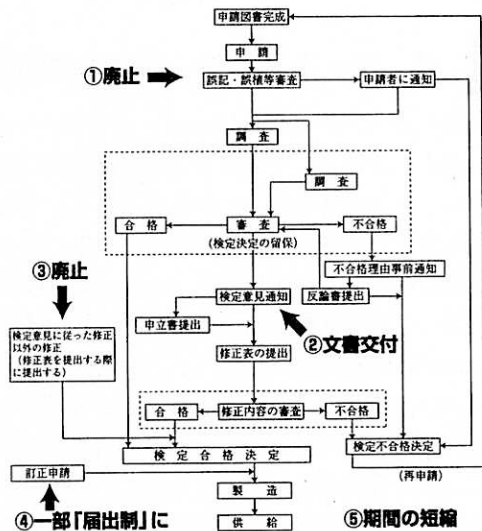 申請図書完成
申請
①廃止
誤記・誤植等審査
申請者に通知
調査
調査
合格
審査
不合格
(検定決定の留保)
不合格理由事前通知
③廃止
検定意見通知
反論書提出
申立書提出
②文書交付
検定意見に従った修正
以外の修正
(修正表を提出する際
に提出する)
修正表の提出
合格
修正内容の審査
不合格
検定合格決定
検定不合格決定
訂正申請
(再申請)
製造
④一部「届出制」に
供給
⑤期間の短縮